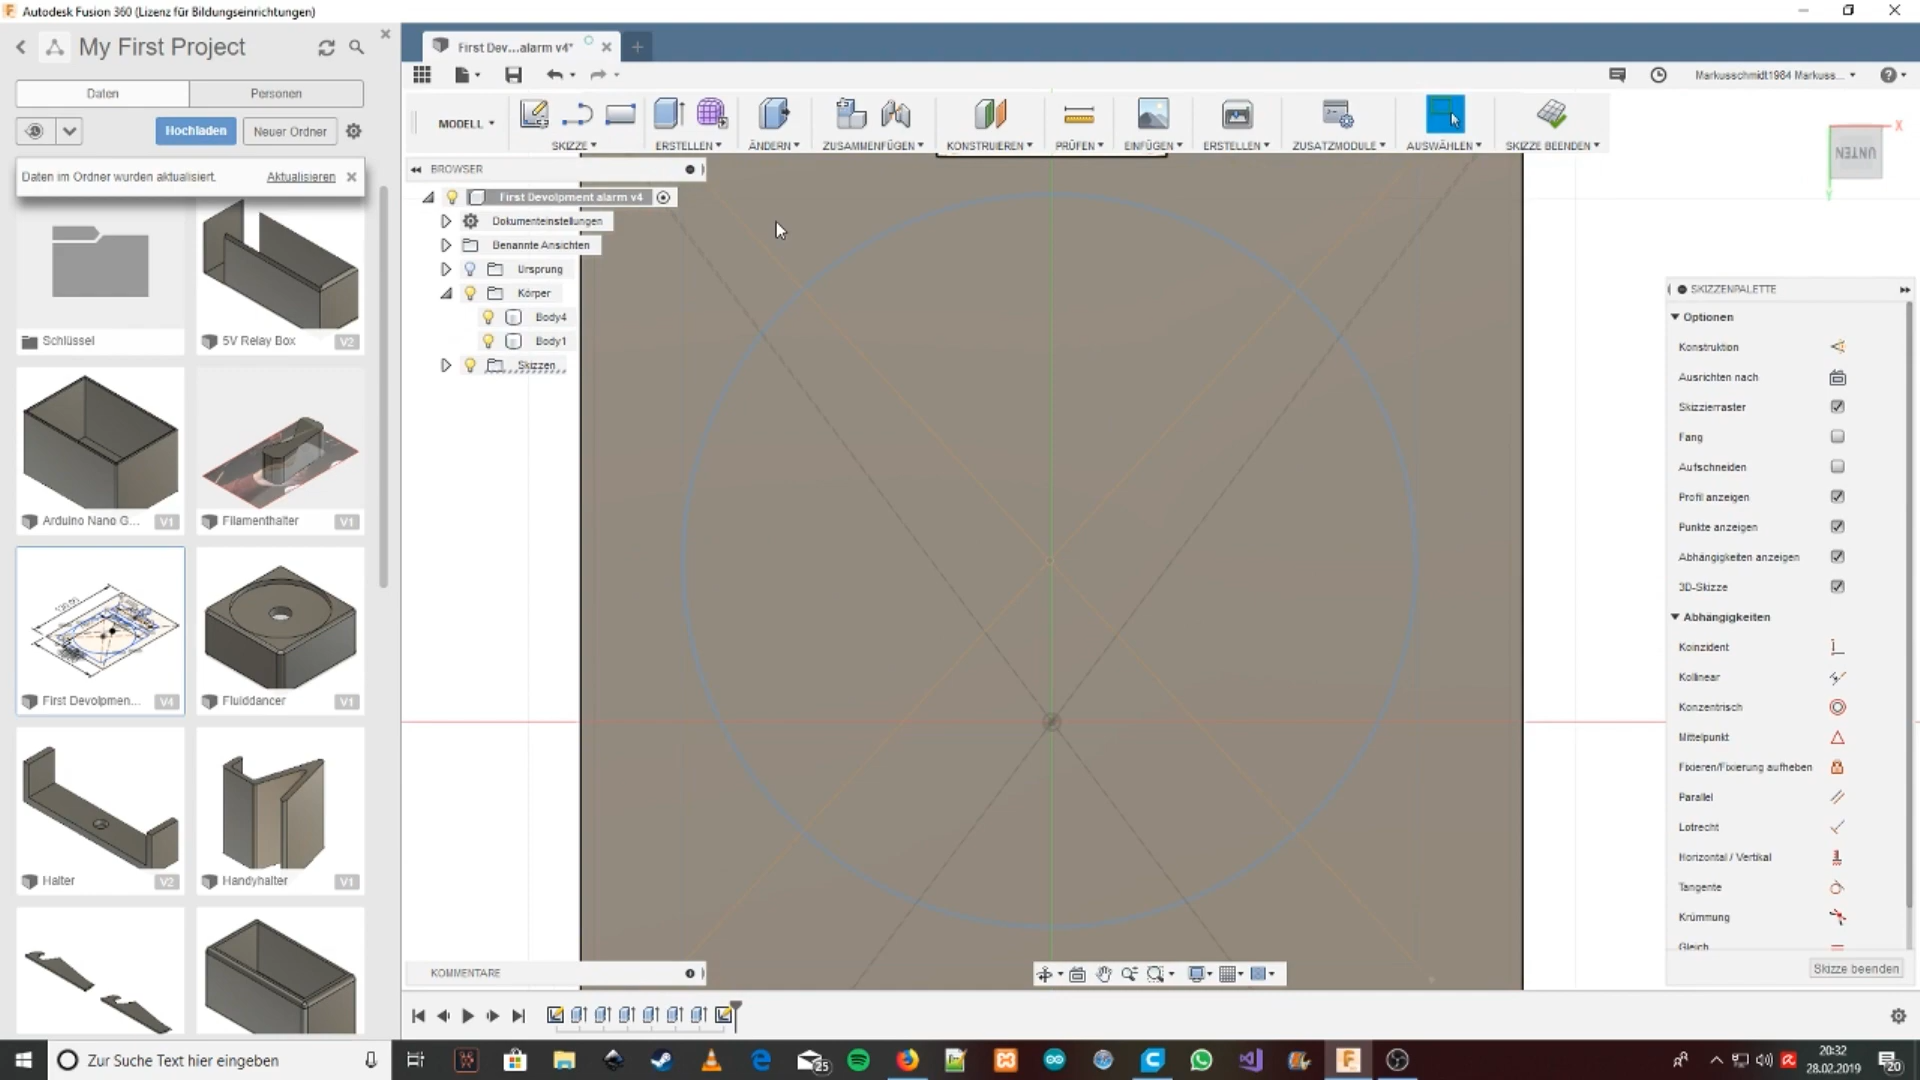 Autodesk Fusion 360 (Lizenz für Bildungseinrichtungen)
My First Project
Daten
Personen
Hochladen
Neuer Ordner
Daten im Ordner wurden aktualisiert.
Aktualisieren
Schlüssel
5V Relay Box
V2
Arduino Nano G...
V1
Filamenthalter
V1
First Devolpmen...
V4
Fluiddancer
V1
Halter
V2
Handyhalter
V1
First Dev...alarm v4*
Markusschmidt1984 Markuss...
MODELL
SKIZZE
ERSTELLEN
ÄNDERN
ZUSAMMENFÜGEN
KONSTRUIEREN
PRÜFEN
EINFÜGEN
ERSTELLEN
ZUSATZMODULE
AUSWÄHLEN
SKIZZE BEENDEN
BROWSER
First Devolpment alarm v4
Dokumenteinstellungen
Benannte Ansichten
Ursprung
Körper
Body4
Body1
Skizzen
X
UNTEN
Y
SKIZZENPALETTE
Optionen
Konstruktion
Ausrichten nach
Skizzierraster
Fang
Aufschneiden
Profil anzeigen
Punkte anzeigen
Abhängigkeiten anzeigen
3D-Skizze
Abhängigkeiten
Koinzident
Kollinear
Konzentrisch
Mittelpunkt
Fixieren/Fixierung aufheben
Parallel
Lotrecht
Horizontal / Vertikal
Tangente
Krümmung
Gleich
Skizze beenden
KOMMENTARE
Zur Suche Text hier eingeben
25
20:32
28.02.2019
20